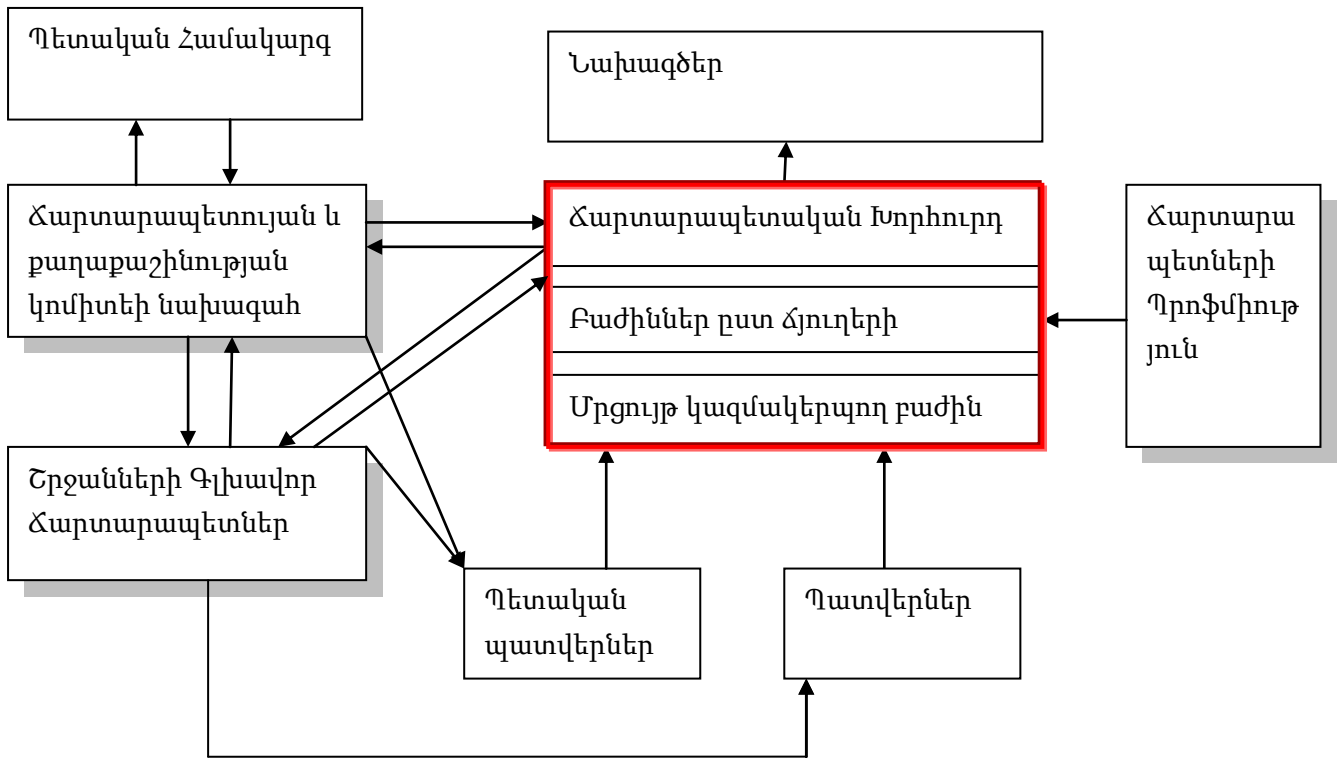 Պետական Համակարգ
Նախագծեր
Ճարտարապետույան և
քաղաքաշինության
կոմիտեի նախագահ
Ճարտարապետական Խորհուրդ
Բաժիններ ըստ ճյուղերի
Մրցույթ կազմակերպող բաժին
Ճարտարա
պետների
Պրոֆմիութ
յուն
Շրջանների Գլխավոր
Ճարտարապետներ
Պետական
պատվերներ
Պատվերներ